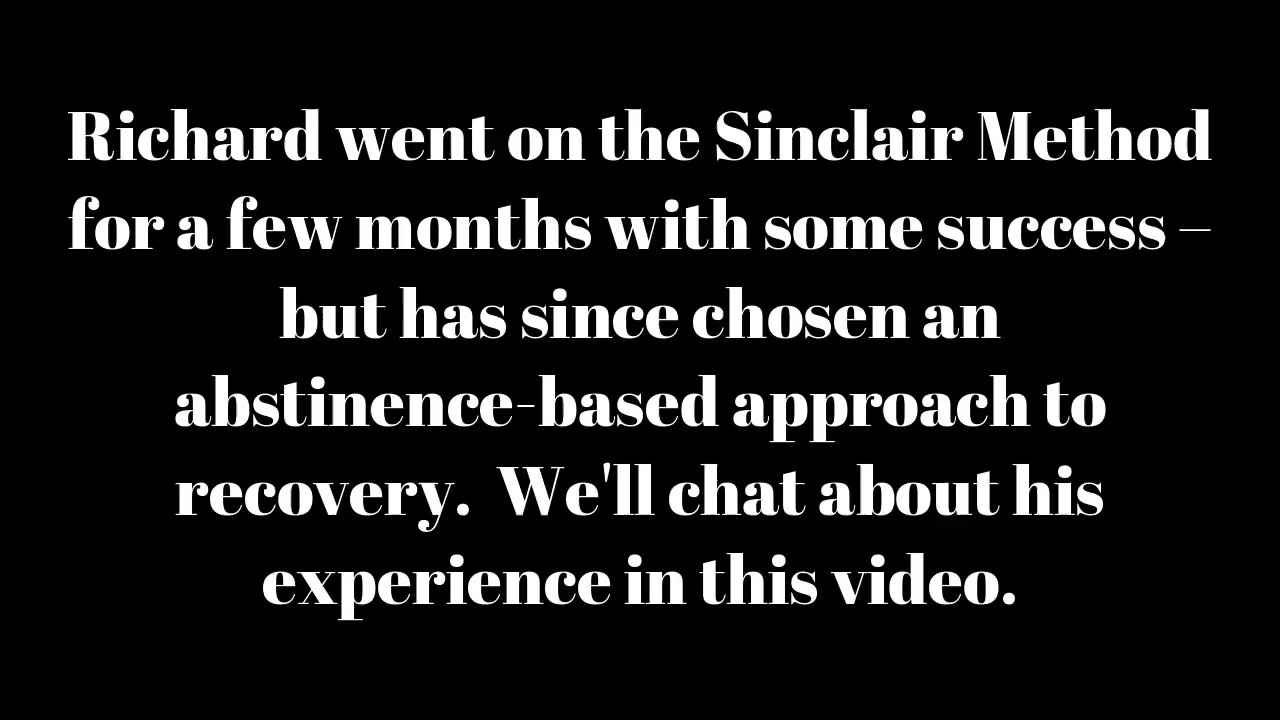 Richard went on the Sinclair Method
for a few months with some success –
but has since chosen an
abstinence-based approach to
recovery.  We'll chat about his
experience in this video.